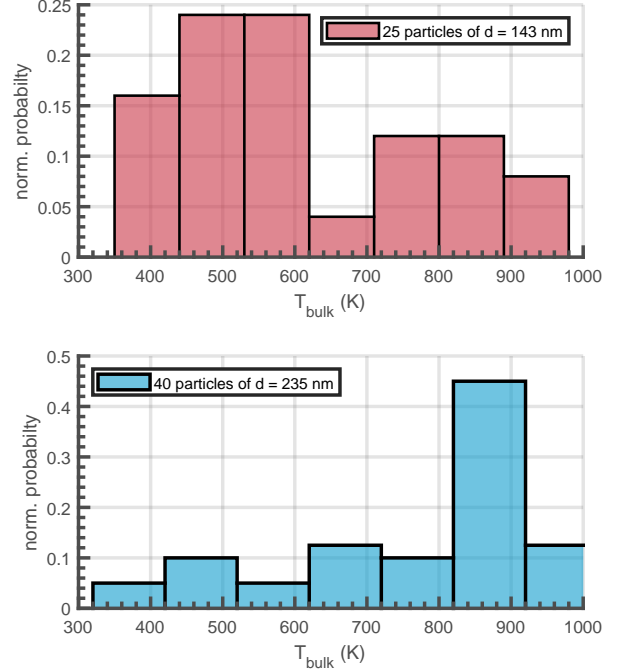 0.25
25 particles of d = 143 nm
0.2
0.15
0.1
0.05
0
norm. probabilty
300 400 500 600 700 800 900 1000
T_bulk (K)
0.5
40 particles of d = 235 nm
0.4
0.3
0.2
0.1
0
norm. probabilty
300 400 500 600 700 800 900 1000
T_bulk (K)